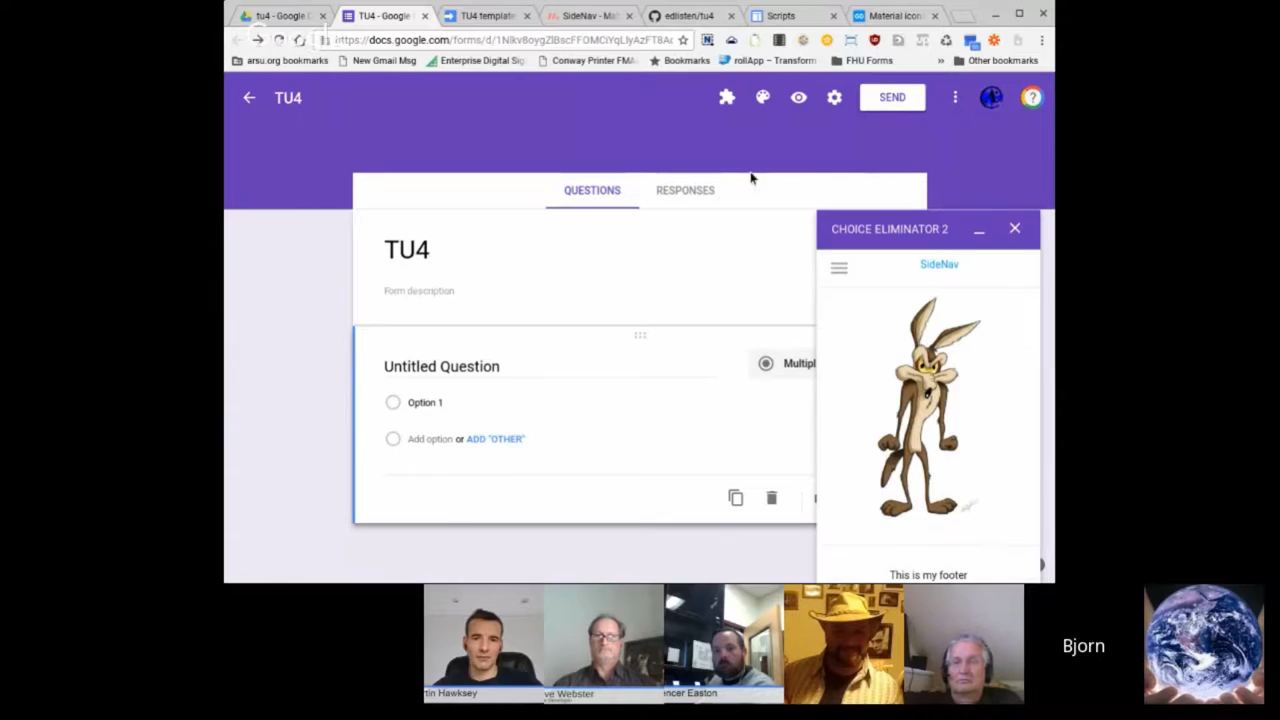 tu4 - Google E
TU4 - Google
TU4 template
SideNav - Mat
edlisten/tu4
Scripts
Material icon
https://docs.google.com/forms/d/
arsu.org bookmarks
New Gmail Msg
Enterprise Digital Sig
Conway Printer FMA
Bookmarks
rollApp – Transform
FHU Forms
»
Other bookmarks
TU4
SEND
QUESTIONS
RESPONSES
CHOICE ELIMINATOR 2
SideNav
TU4
Form description
Untitled Question
Multipl
Option 1
Add option or ADD "OTHER"
This is my footer
Bjorn
tin Hawksey
ve Webster
encer Easton